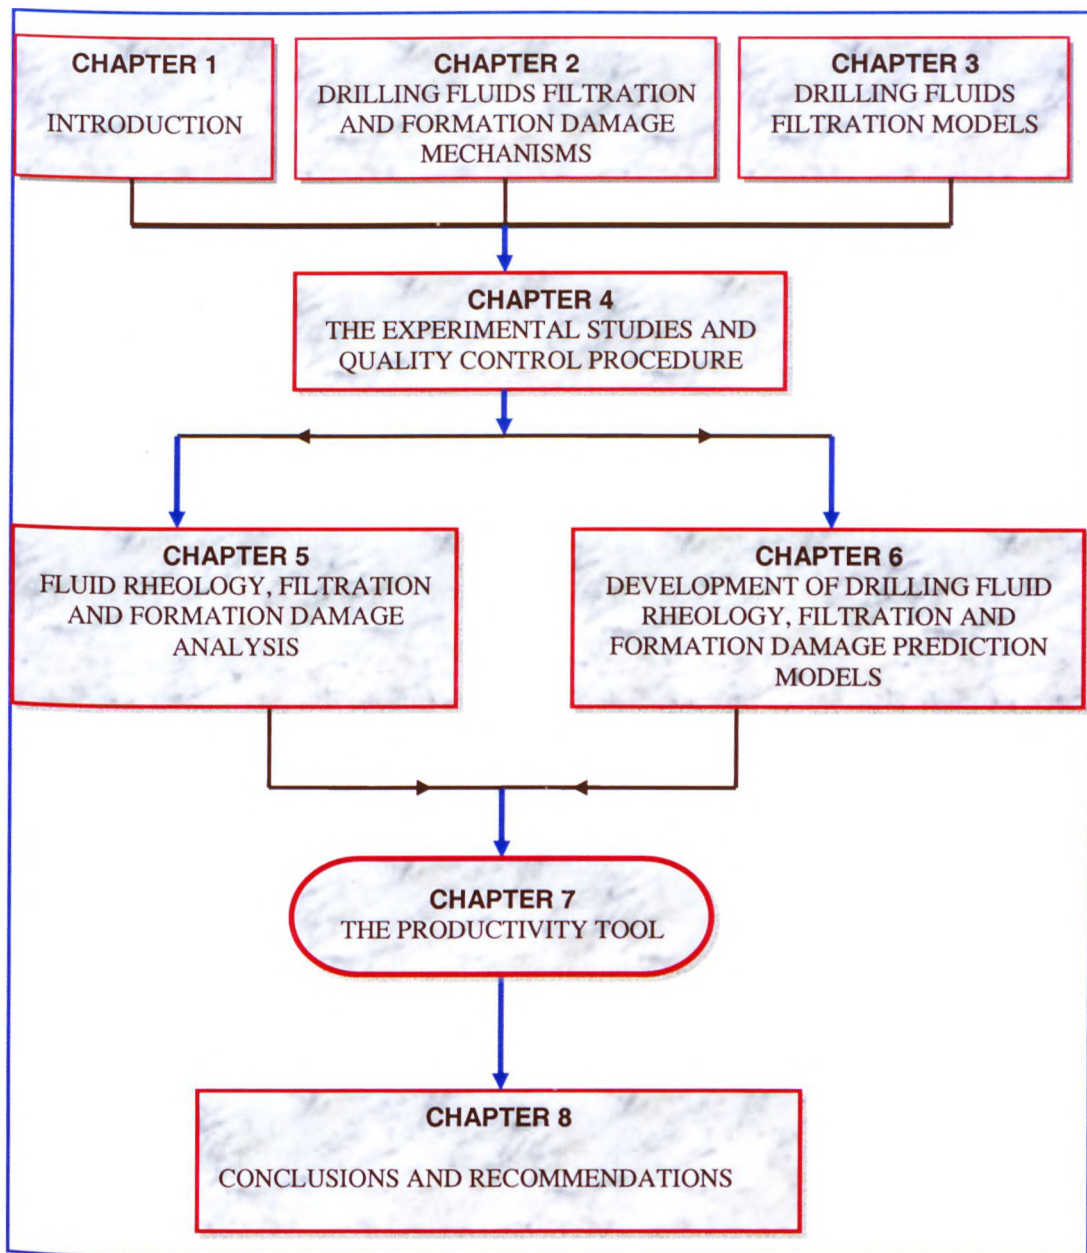 CHAPTER 1
INTRODUCTION
CHAPTER 2
DRILLING FLUIDS FILTRATION
AND FORMATION DAMAGE
MECHANISMS
CHAPTER 3
DRILLING FLUIDS
FILTRATION MODELS
CHAPTER 4
THE EXPERIMENTAL STUDIES AND
QUALITY CONTROL PROCEDURE
CHAPTER 5
FLUID RHEOLOGY, FILTRATION
AND FORMATION DAMAGE
ANALYSIS
CHAPTER 6
DEVELOPMENT OF DRILLING FLUID
RHEOLOGY, FILTRATION AND
FORMATION DAMAGE PREDICTION
MODELS
CHAPTER 7
THE PRODUCTIVITY TOOL
CHAPTER 8
CONCLUSIONS AND RECOMMENDATIONS